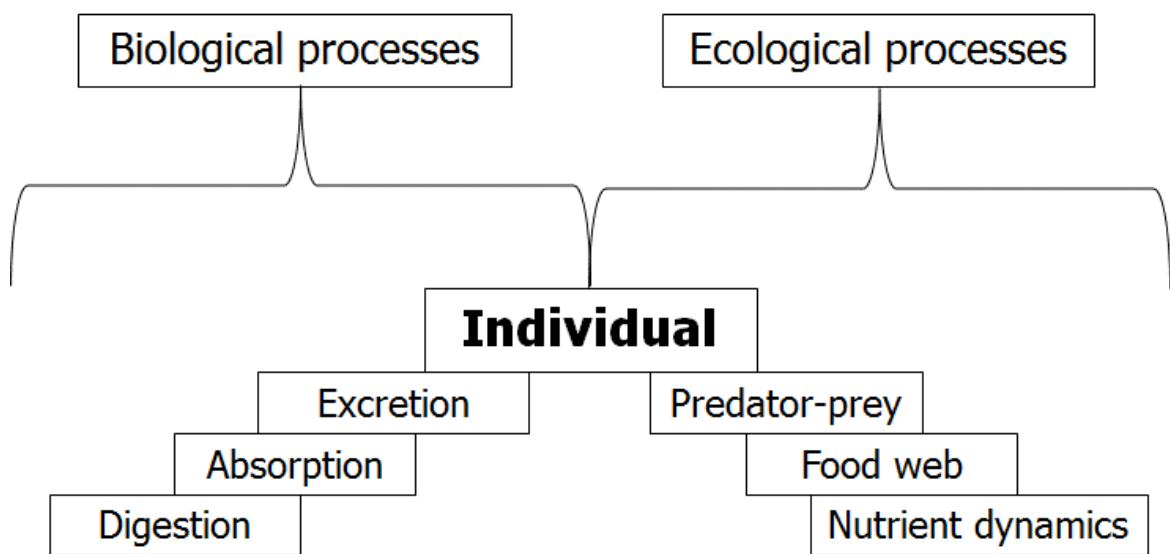 Biological processes
Ecological processes
Individual
Excretion
Predator-prey
Absorption
Food web
Digestion
Nutrient dynamics